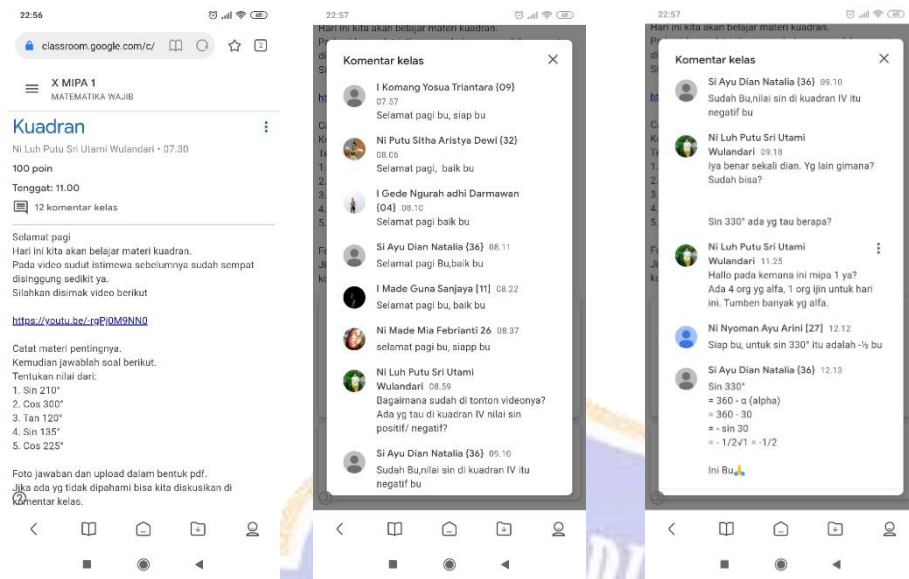 22:56
65
classroom.google.com/c/
2
X MIPA 1
MATEMATIKA WAJIB
Kuadran
Ni Luh Putu Sri Utami Wulandari • 07.30
100 poin
Tenggat: 11.00
12 komentar kelas
Selamat pagi
Hari ini kita akan belajar materi kuadran.
Pada video sudut istimewa sebelumnya sudah sempat
disinggung sedikit ya.
Silahkan disimak video berikut
https://youtu.be/-rgPj0M9NN0
Catat materi pentingnya.
Kemudian jawablah soal berikut.
Tentukan nilai dari:
1. Sin 210°
2. Cos 300°
3. Tan 120°
4. Sin 135°
5. Cos 225°
Foto jawaban dan upload dalam bentuk pdf.
Jika ada yg tidak dipahami bisa kita diskusikan di
komentar kelas.
22:57
65
Hari ini kita akan belajar materi kuadran.
Komentar kelas
I Komang Yosua Triantara (09)
07.57
Selamat pagi bu, siap bu
Ni Putu Sitha Aristya Dewi (32)
08.06
Selamat pagi, baik bu
I Gede Ngurah adhi Darmawan
(04) 08.10
Selamat pagi baik bu
Si Ayu Dian Natalia {36} 08.11
Selamat pagi Bu,baik bu
I Made Guna Sanjaya [11] 08.22
Selamat pagi bu, baik bu
Ni Made Mia Febrianti 26 08.37
selamat pagi bu, siapp bu
Ni Luh Putu Sri Utami
Wulandari 08.59
Bagaimana sudah di tonton videonya?
Ada yg tau di kuadran IV nilai sin
positif/ negatif?
Si Ayu Dian Natalia {36} 09.10
Sudah Bu,nilai sin di kuadran IV itu
negatif bu
22:57
65
Hari ini kita akan belajar materi kuadran.
Komentar kelas
Si Ayu Dian Natalia {36} 09.10
Sudah Bu,nilai sin di kuadran IV itu
negatif bu
Ni Luh Putu Sri Utami
Wulandari 09.18
Iya benar sekali dian. Yg lain gimana?
Sudah bisa?
Sin 330° ada yg tau berapa?
Ni Luh Putu Sri Utami
Wulandari 11.25
Hallo pada kemana ini mipa 1 ya?
Ada 4 org yg alfa, 1 org ijin untuk hari
ini. Tumben banyak yg alfa.
Ni Nyoman Ayu Arini [27] 12.12
Siap bu, untuk sin 330° itu adalah -½ bu
Si Ayu Dian Natalia {36} 12.13
Sin 330°
= 360 - α (alpha)
= 360 - 30
= - sin 30
= - 1/2√1 = -1/2
Ini Bu🙏